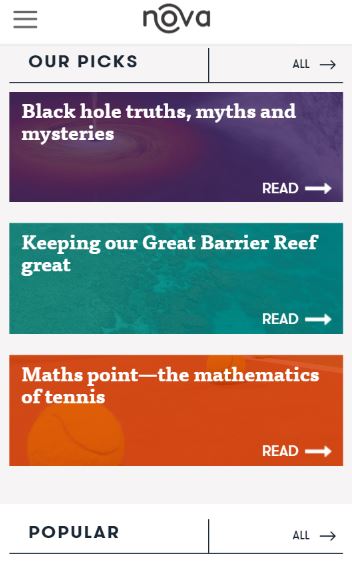 nova
OUR PICKS
ALL →
Black hole truths, myths and
mysteries
READ
Keeping our Great Barrier Reef
great
READ
Maths point—the mathematics
of tennis
READ
POPULAR
ALL →